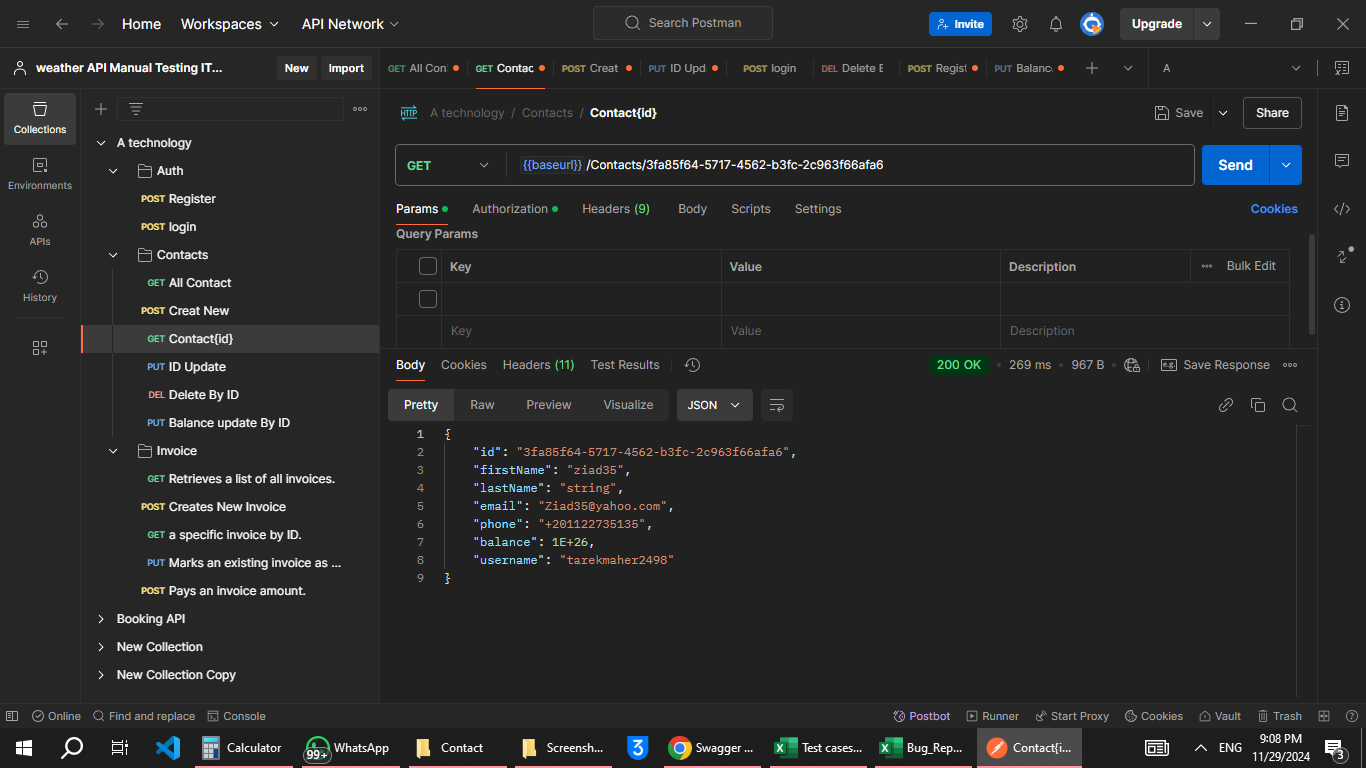 Home Workspaces API Network Search Postman Invite Upgrade
weather API Manual Testing IT... New Import GET All Con GET Contac POST Creat PUT ID Upd. POST login DEL Delete E POST Regist PUT Balanc A
Collections
Environments
APIs
History
A technology
Auth
POST Register
POST login
Contacts
GET All Contact
POST Creat New
GET Contact{id}
PUT ID Update
DEL Delete By ID
PUT Balance update By ID
Invoice
GET Retrieves a list of all invoices.
POST Creates New Invoice
GET a specific invoice by ID.
PUT Marks an existing invoice as ...
POST Pays an invoice amount.
Booking API
New Collection
New Collection Copy
HTTP A technology / Contacts / Contact{id} Save Share
GET {{baseurl}} /Contacts/3fa85f64-5717-4562-b3fc-2c963f66afa6 Send
Params Authorization Headers (9) Body Scripts Settings Cookies
Query Params
Key Value Description Bulk Edit
Key Value Description
Body Cookies Headers (11) Test Results 200 OK 269 ms 967 B e.g. Save Response
Pretty Raw Preview Visualize JSON
1 {
2 "id": "3fa85f64-5717-4562-b3fc-2c963f66afa6",
3 "firstName": "ziad35",
4 "lastName": "string",
5 "email": "Ziad35@yahoo.com",
6 "phone": "+201122735135",
7 "balance": 1E+26,
8 "username": "tarekmaher2498"
9 }
Online Find and replace Console Postbot Runner Start Proxy Cookies Vault Trash
Calculator 99+ WhatsApp Contact Screensh... 3 Swagger ... Test cases... Bug_Rep... Contact{i... ENG 9:08 PM
11/29/2024 3